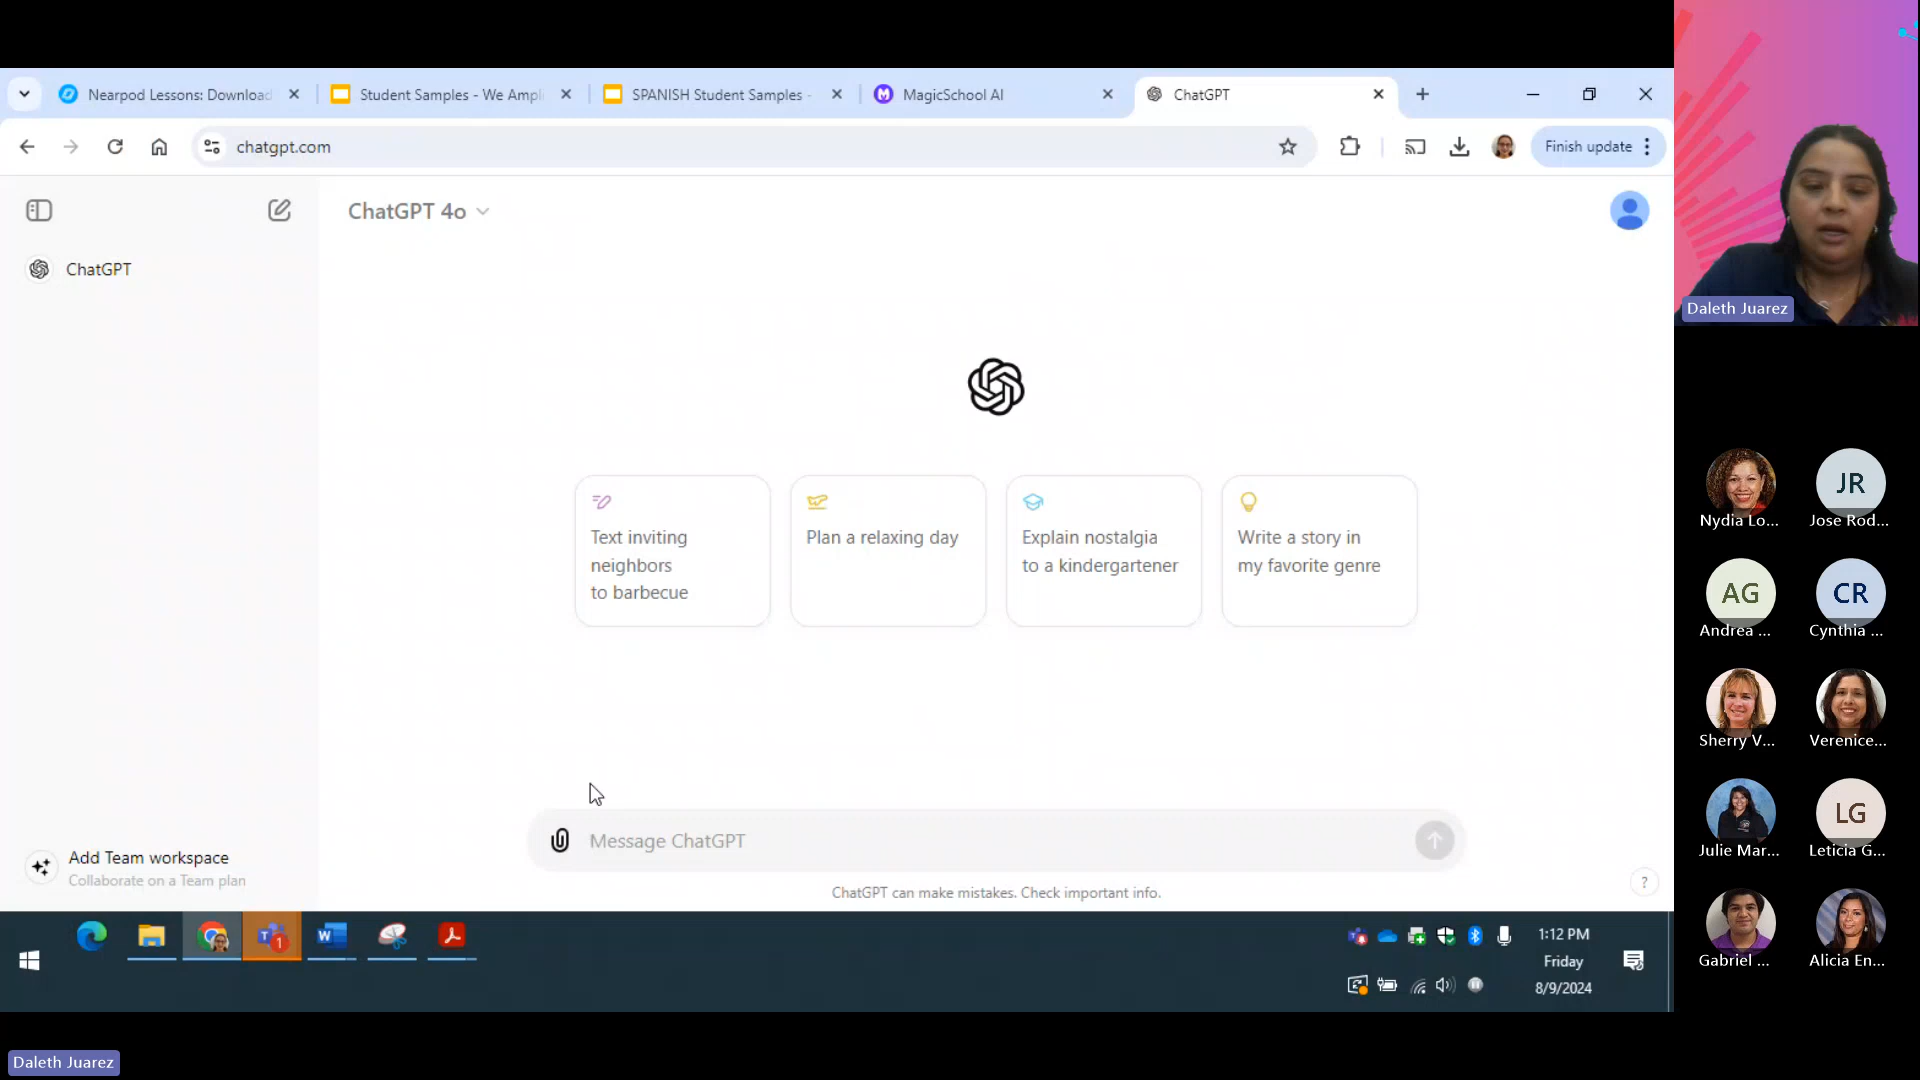 Nearpod Lessons: Download
Student Samples - We Ampl
SPANISH Student Samples -
MagicSchool AI
ChatGPT
chatgpt.com
Finish update
ChatGPT 4o
ChatGPT
Text inviting
neighbors
to barbecue
Plan a relaxing day
Explain nostalgia
to a kindergartener
Write a story in
my favorite genre
Message ChatGPT
Add Team workspace
Collaborate on a Team plan
ChatGPT can make mistakes. Check important info.
?
1
1:12 PM
Friday
8/9/2024
Daleth Juarez
JR
Nydia Lo...
Jose Rod...
AG
CR
Andrea ...
Cynthia ...
Sherry V...
Verenice...
LG
Julie Mar...
Leticia G...
Gabriel ...
Alicia En...
Daleth Juarez